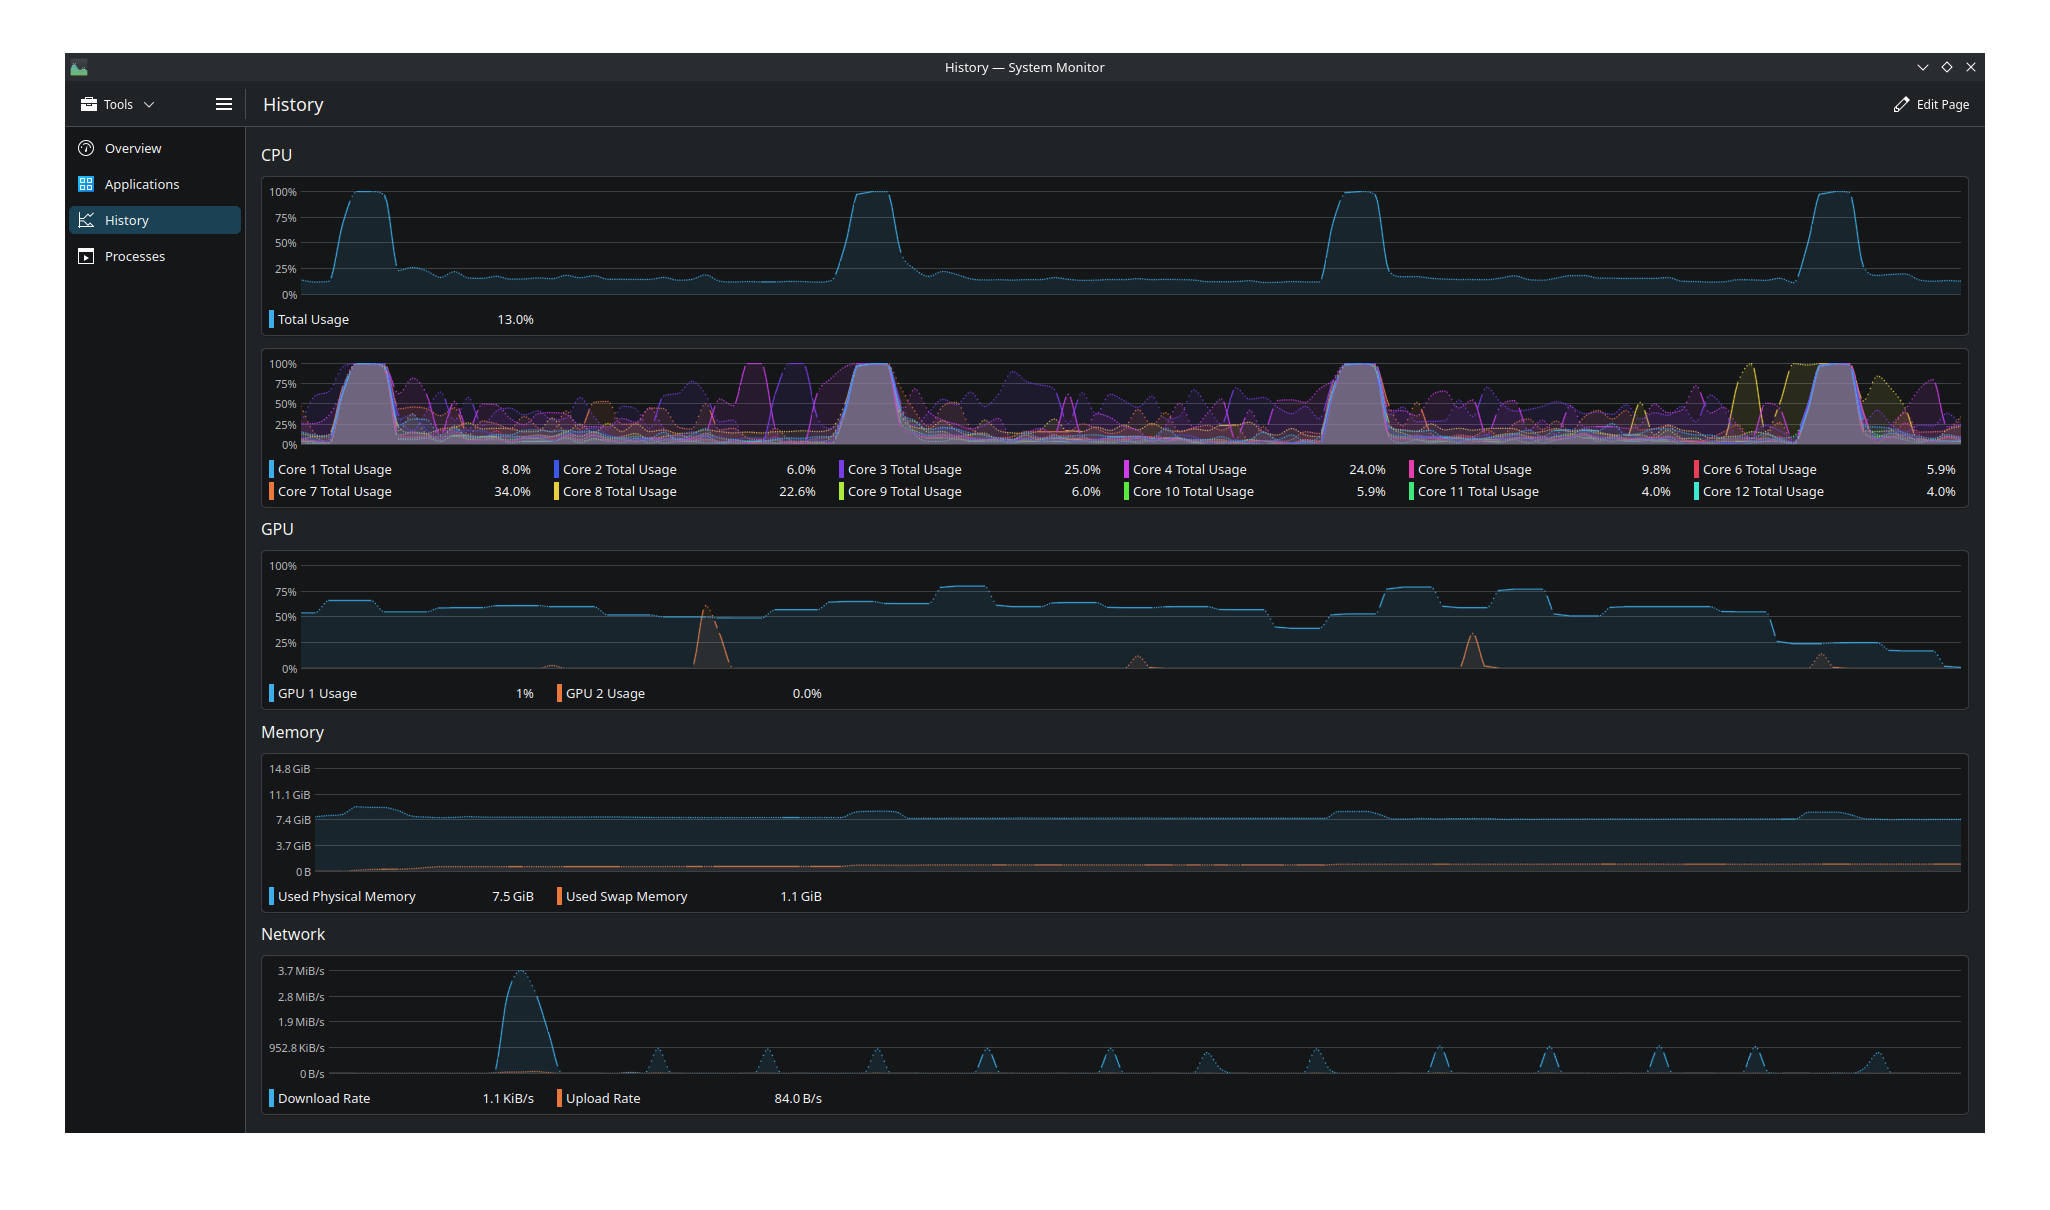 History — System Monitor
Tools
History
Edit Page
Overview
Applications
History
Processes
CPU
100%
75%
50%
25%
0%
Total Usage 13.0%
100%
75%
50%
25%
0%
Core 1 Total Usage 8.0% Core 2 Total Usage 6.0% Core 3 Total Usage 25.0% Core 4 Total Usage 24.0% Core 5 Total Usage 9.8% Core 6 Total Usage 5.9%
Core 7 Total Usage 34.0% Core 8 Total Usage 22.6% Core 9 Total Usage 6.0% Core 10 Total Usage 5.9% Core 11 Total Usage 4.0% Core 12 Total Usage 4.0%
GPU
100%
75%
50%
25%
0%
GPU 1 Usage 1% GPU 2 Usage 0.0%
Memory
14.8 GiB
11.1 GiB
7.4 GiB
3.7 GiB
0 B
Used Physical Memory 7.5 GiB Used Swap Memory 1.1 GiB
Network
3.7 MiB/s
2.8 MiB/s
1.9 MiB/s
952.8 KiB/s
0 B/s
Download Rate 1.1 KiB/s Upload Rate 84.0 B/s